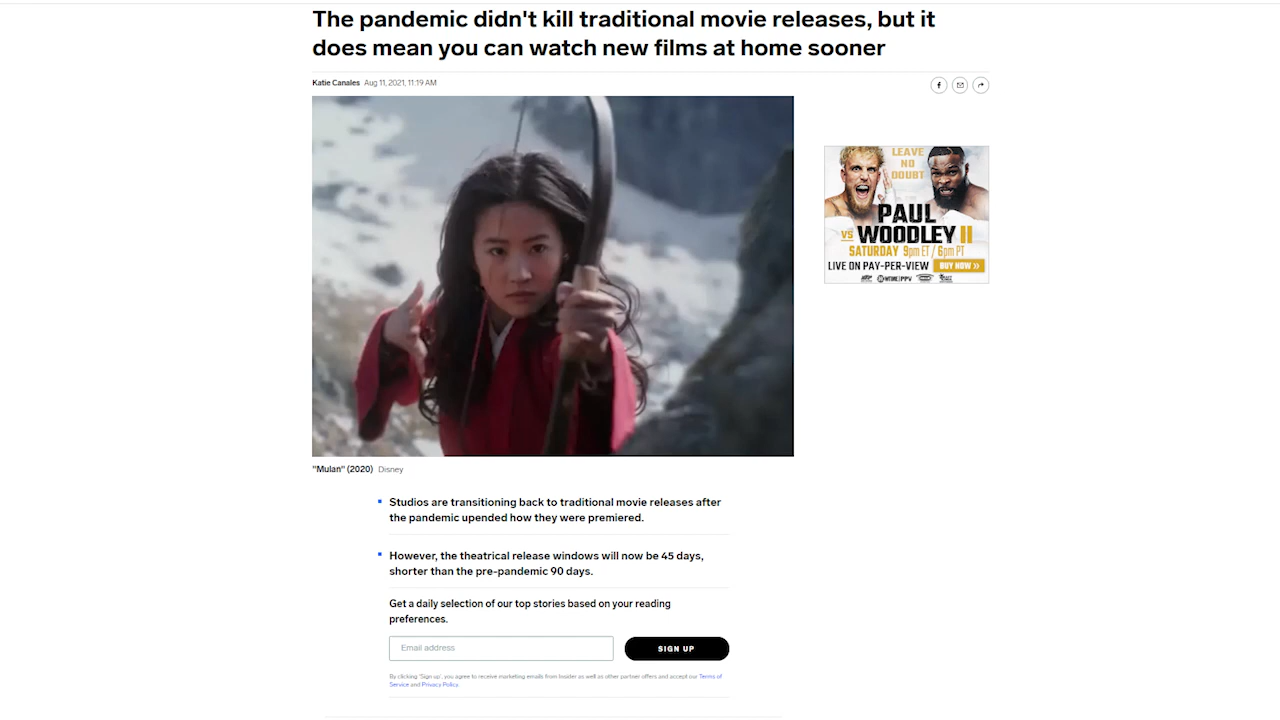 The pandemic didn't kill traditional movie releases, but it
does mean you can watch new films at home sooner
Katie Canales Aug 11, 2021, 11:19 AM
LEAVE
NO
DOUBT
PAUL
VS WOODLEY II
SATURDAY 9pm ET / 6pm PT
LIVE ON PAY-PER-VIEW BUY NOW »
"Mulan" (2020) Disney
Studios are transitioning back to traditional movie releases after
the pandemic upended how they were premiered.
However, the theatrical release windows will now be 45 days,
shorter than the pre-pandemic 90 days.
Get a daily selection of our top stories based on your reading
preferences.
Email address
SIGN UP
By clicking 'Sign up', you agree to receive marketing emails from Insider as well as other partner offers and accept our Terms of
Service and Privacy Policy.